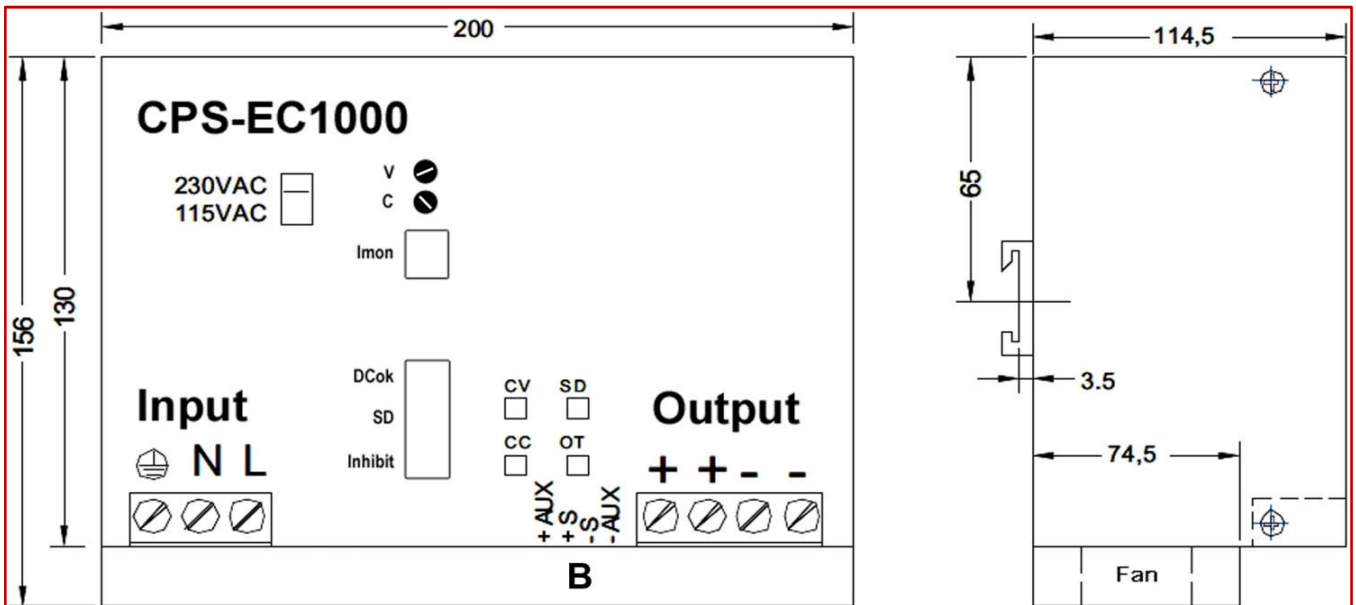 200
114,5
CPS-EC1000
V
230VAC
C
115VAC
65
Imon
130
156
DCok
CV SD
3.5
Input
SD
Output
CC OT
N L
Inhibit
+ + - -
74,5
+AUX
+S
-S
-AUX
B
Fan